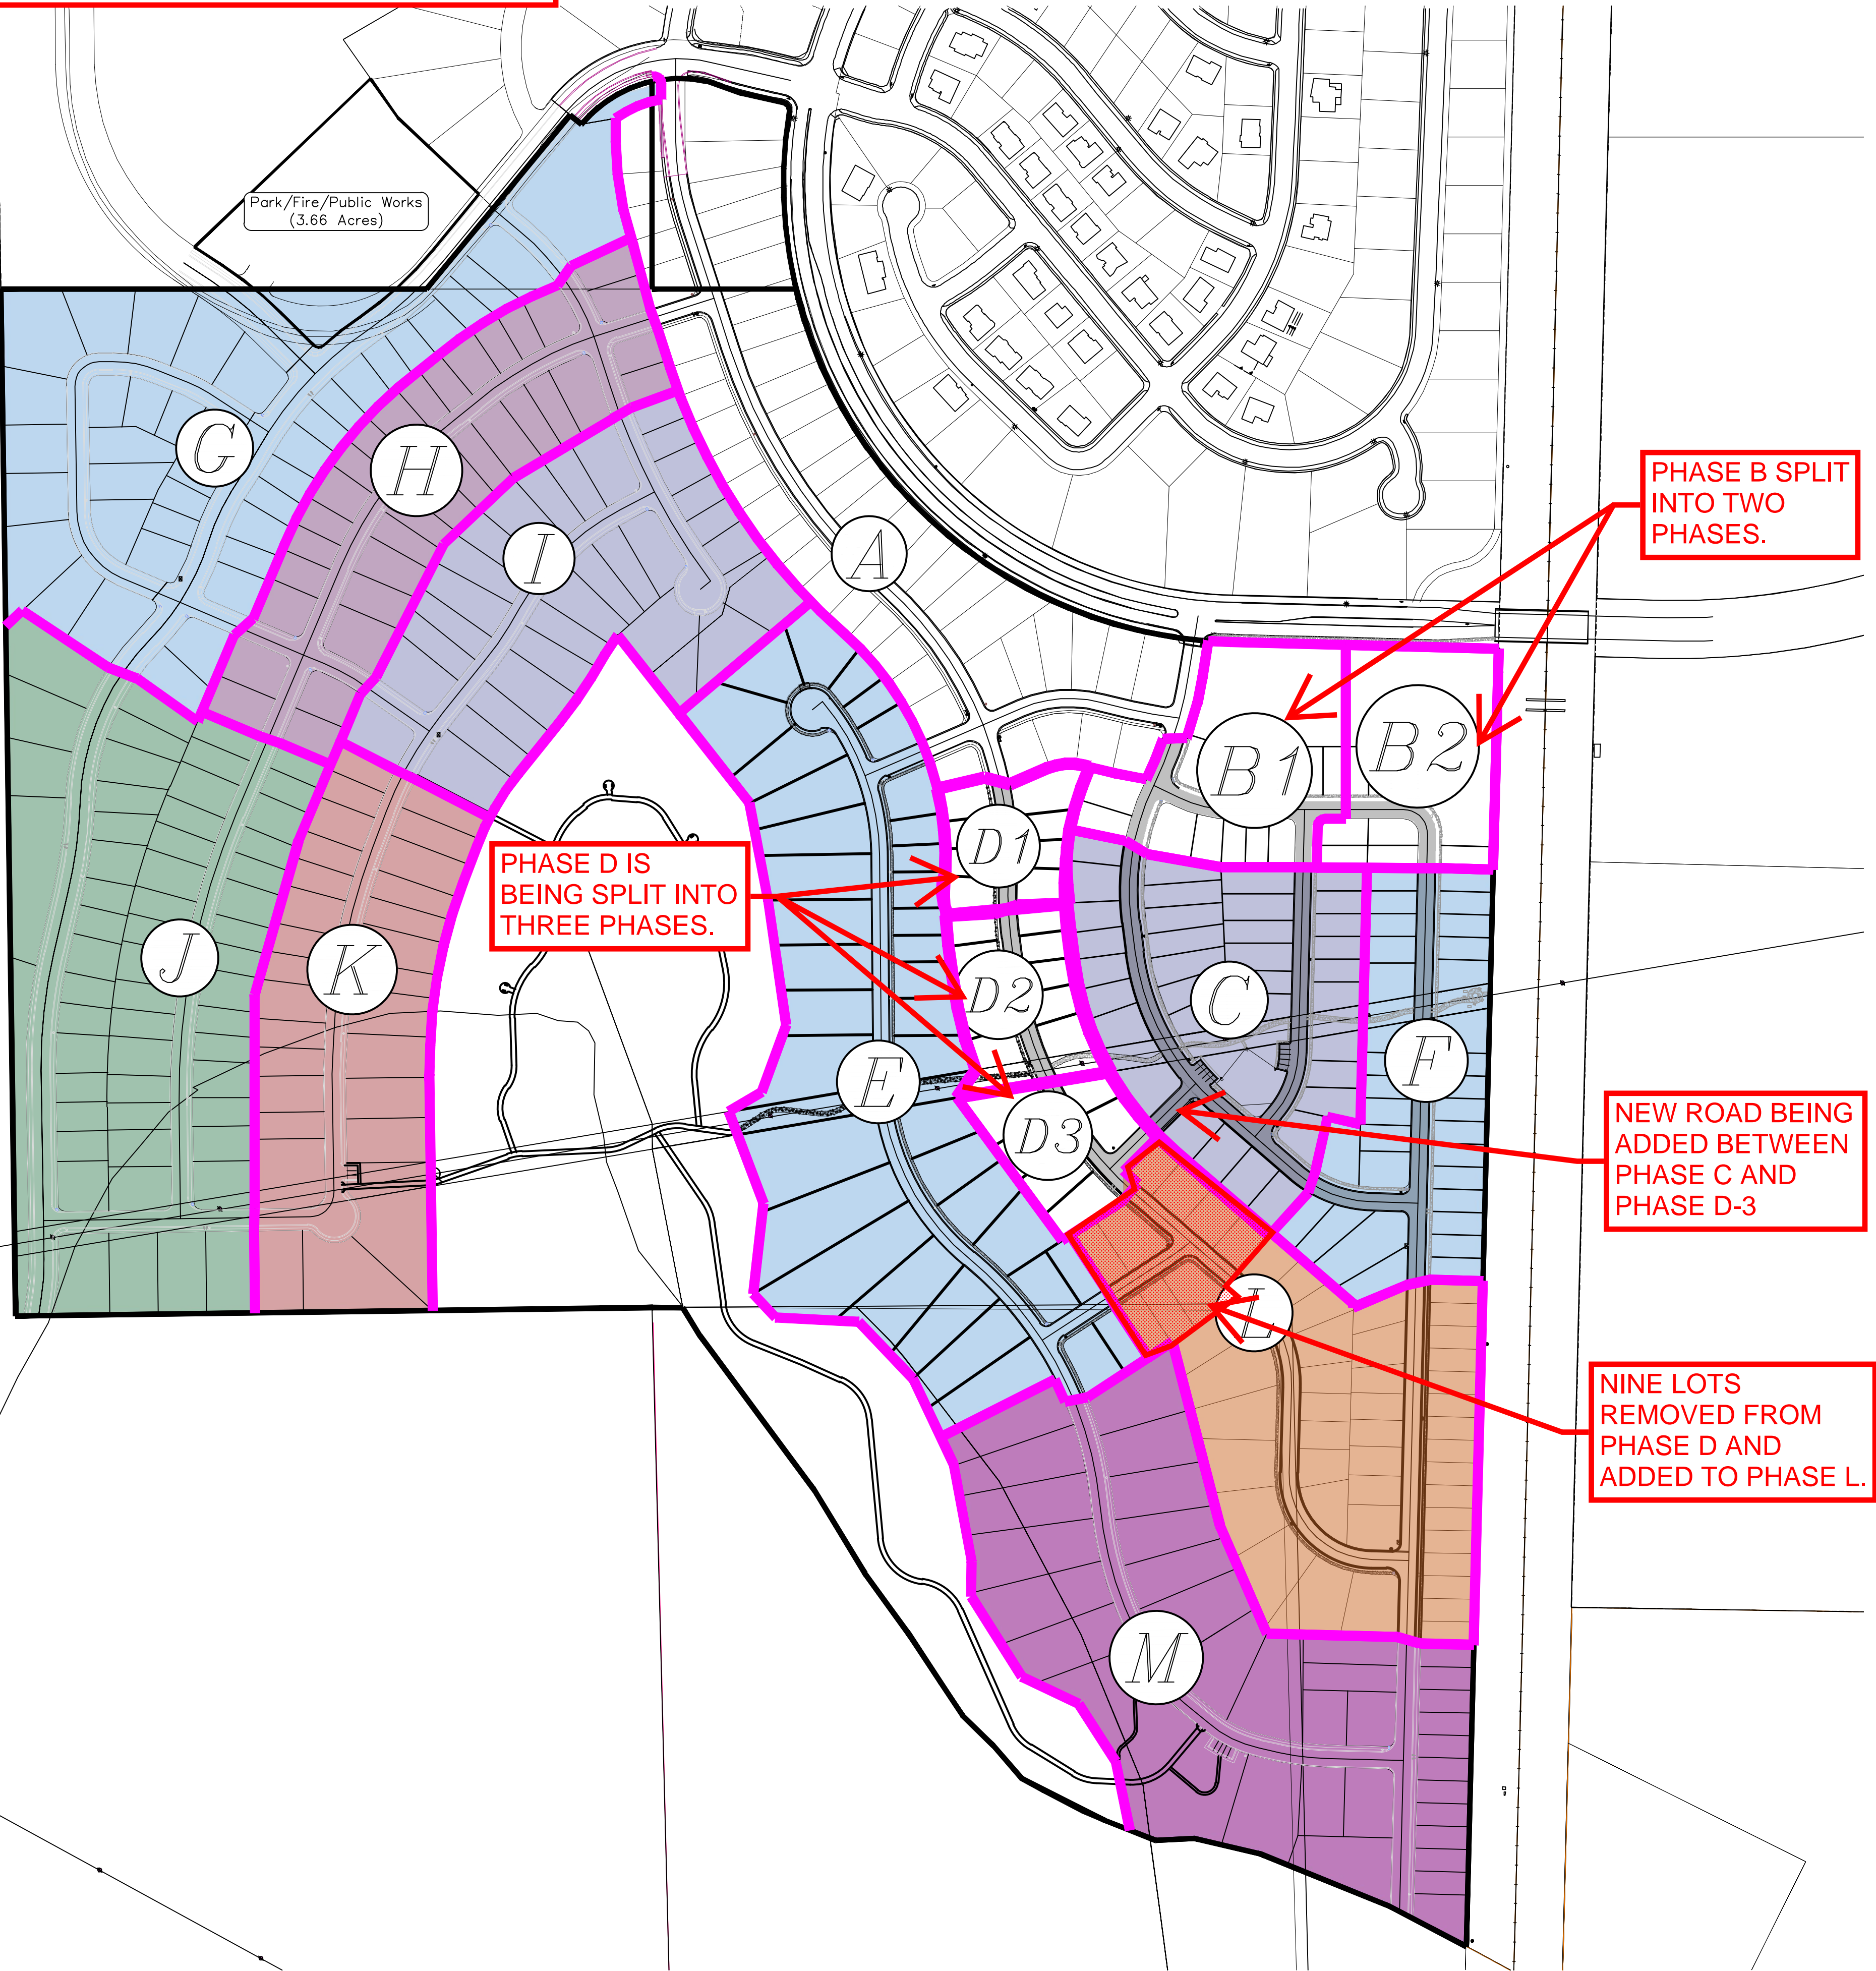 Park/Fire/Public Works
(3.66 Acres)
G
H
I
A
PHASE B SPLIT
INTO TWO
PHASES.
B1
B2
D1
PHASE D IS
BEING SPLIT INTO
THREE PHASES.
J
K
D2
C
E
F
D3
NEW ROAD BEING
ADDED BETWEEN
PHASE C AND
PHASE D-3
L
NINE LOTS
REMOVED FROM
PHASE D AND
ADDED TO PHASE L.
M